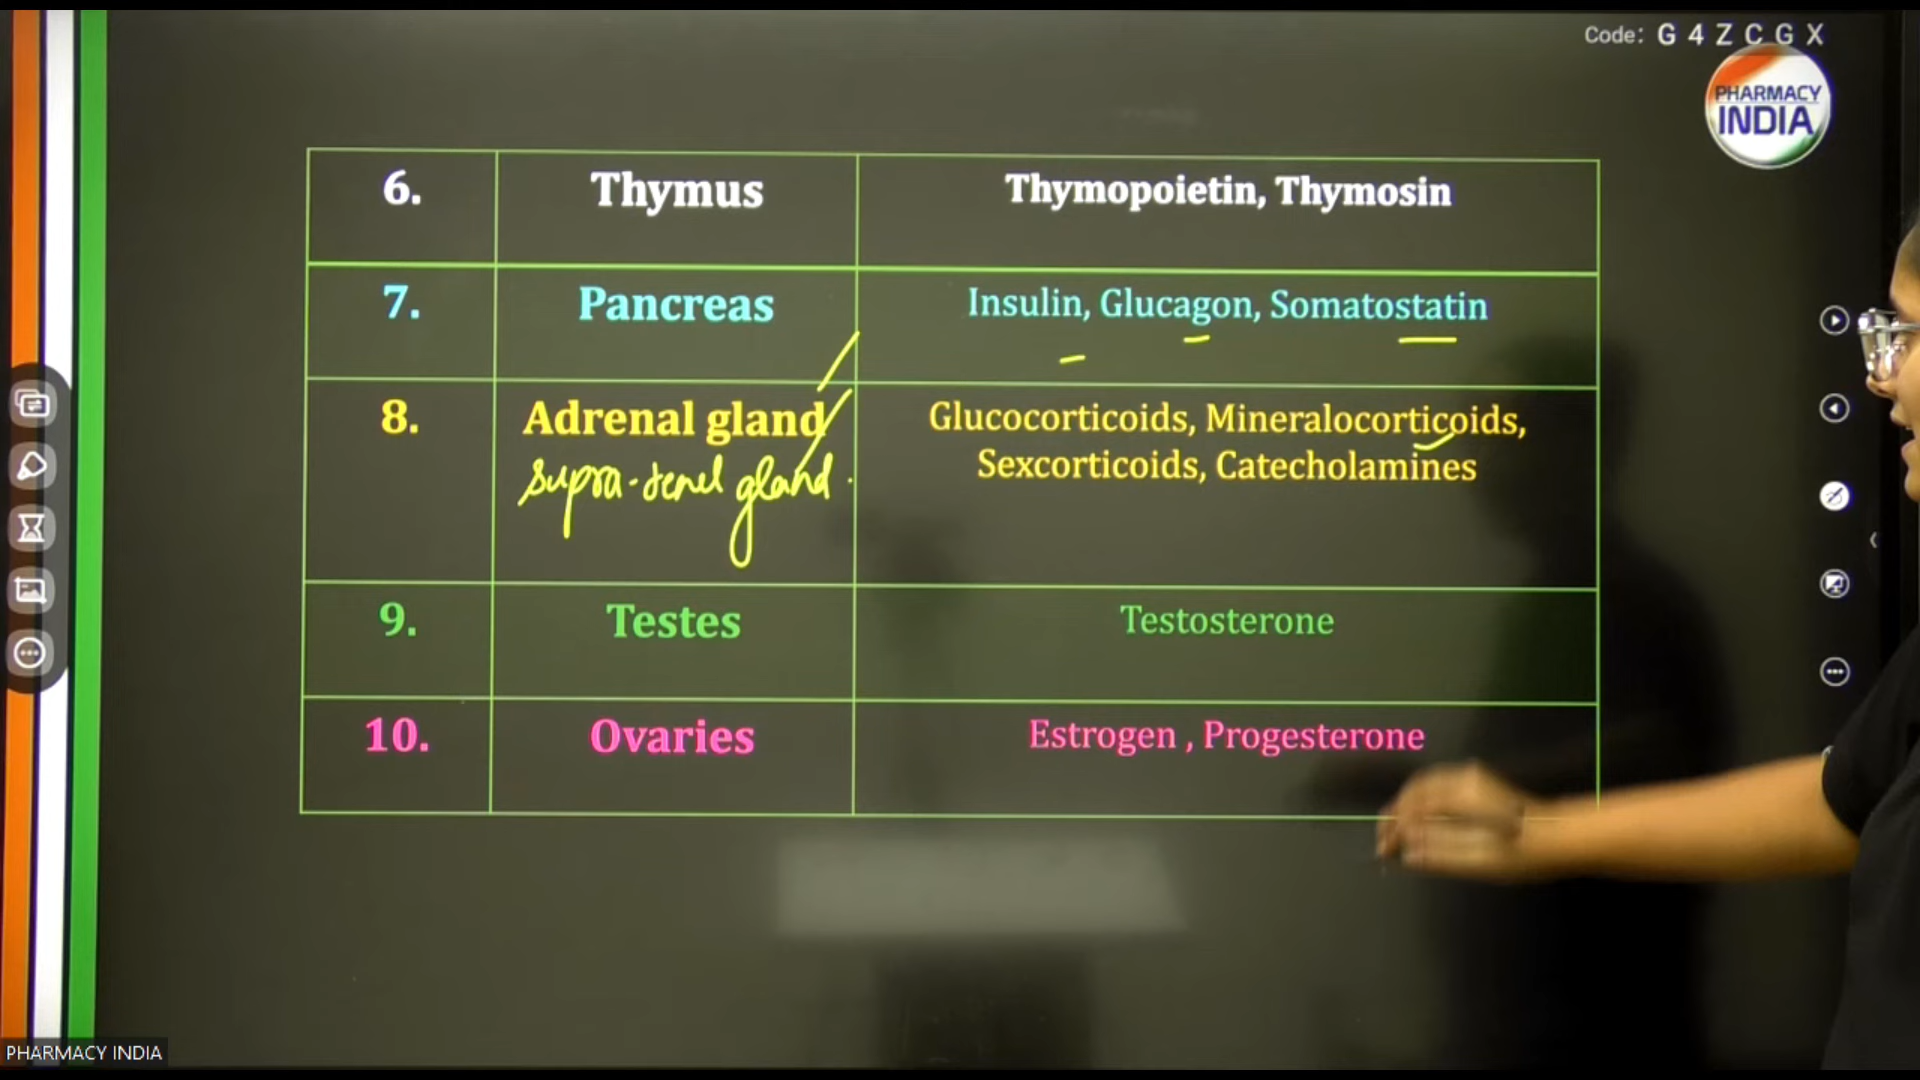 Code: G 4 Z C G X
PHARMACY
INDIA
6. Thymus Thymopoietin, Thymosin
7. Pancreas Insulin, Glucagon, Somatostatin
8. Adrenal gland Glucocorticoids, Mineralocorticoids,
supra-renal gland. Sexcorticoids, Catecholamines
9. Testes Testosterone
10. Ovaries Estrogen , Progesterone
PHARMACY INDIA